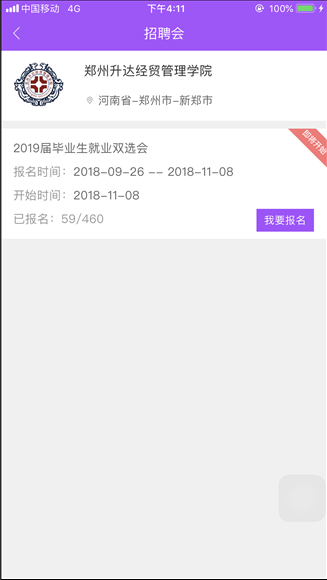 中国移动 4G 下午4:11 100%
招聘会
郑州升达经贸管理学院
河南省-郑州市-新郑市
即将开始
2019届毕业生就业双选会
报名时间：2018-09-26 -- 2018-11-08
开始时间：2018-11-08
已报名：59/460
我要报名